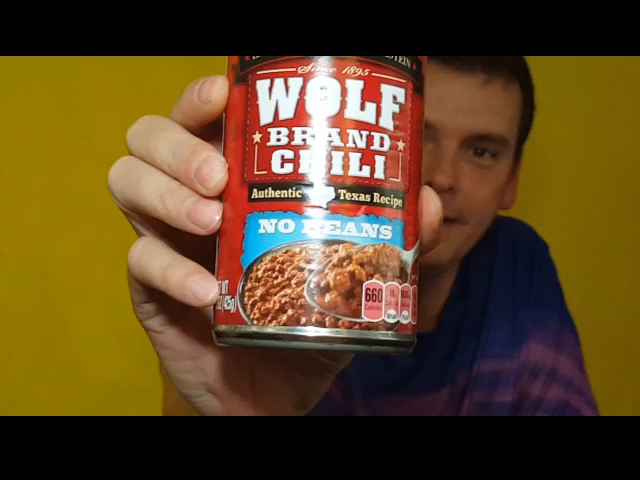 Since 1895
WOLF
BRAND
CHILI
Authentic Texas Recipe
NO BEANS
660
Calories